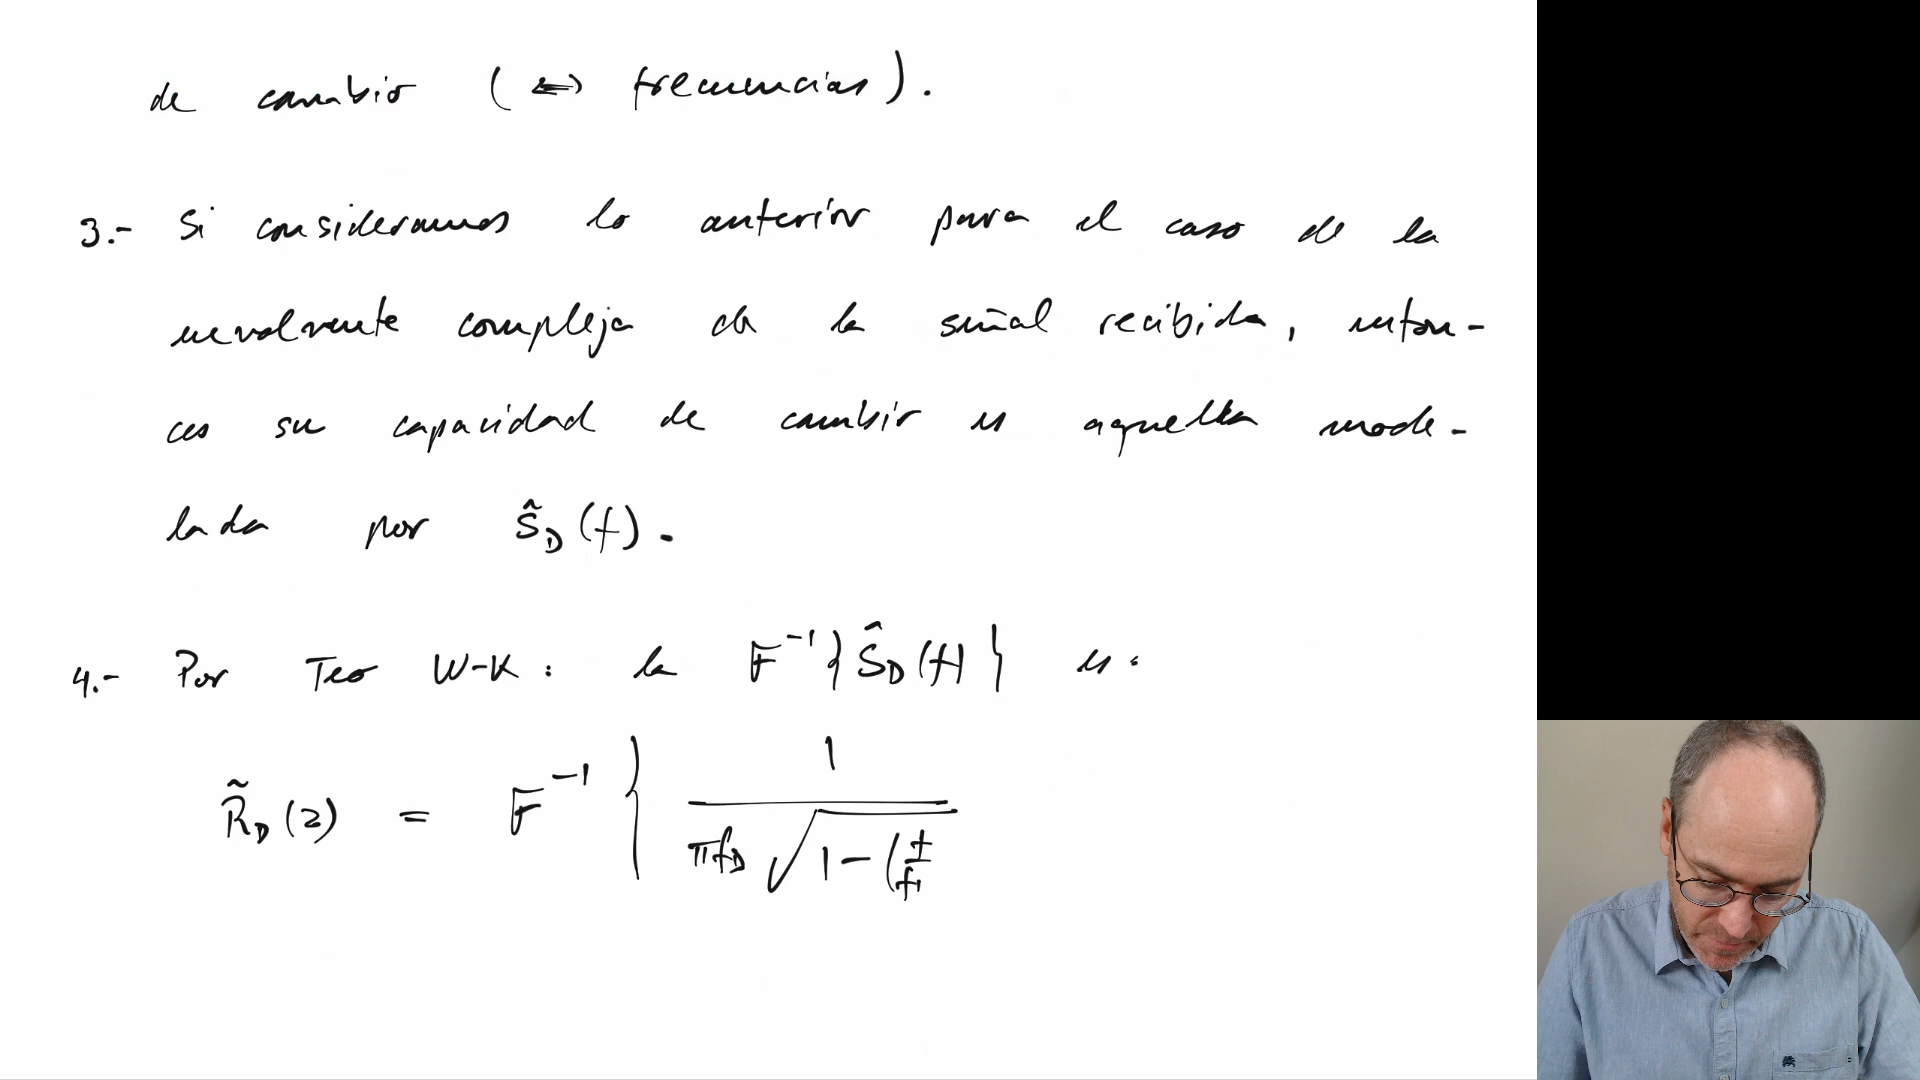 de cambio (⇔ frecuencias).
3.- Si consideramos lo anterior para el caso de la
envolvente compleja de la señal recibida, enton-
ces su capacidad de cambiar es aquella mode-
lada por Ŝ_D(f).
4.- Por Teo W-K: la F⁻¹{Ŝ_D(f)} es:
R̃_D(τ) = F⁻¹ { 1 / πf_D √1-(f/f